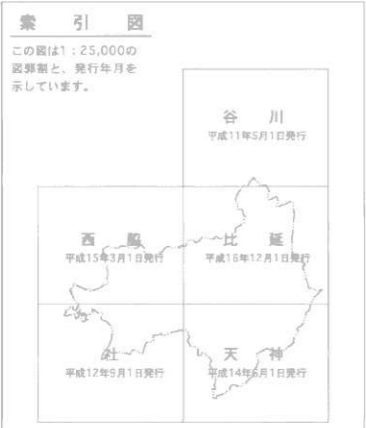 索引図
この図は1:25,000の
図郭割と、発行年月を
示しています。
谷川
平成11年5月1日発行
西脇
平成15年3月1日発行
比延
平成16年12月1日発行
社
平成12年9月1日発行
天神
平成14年6月1日発行